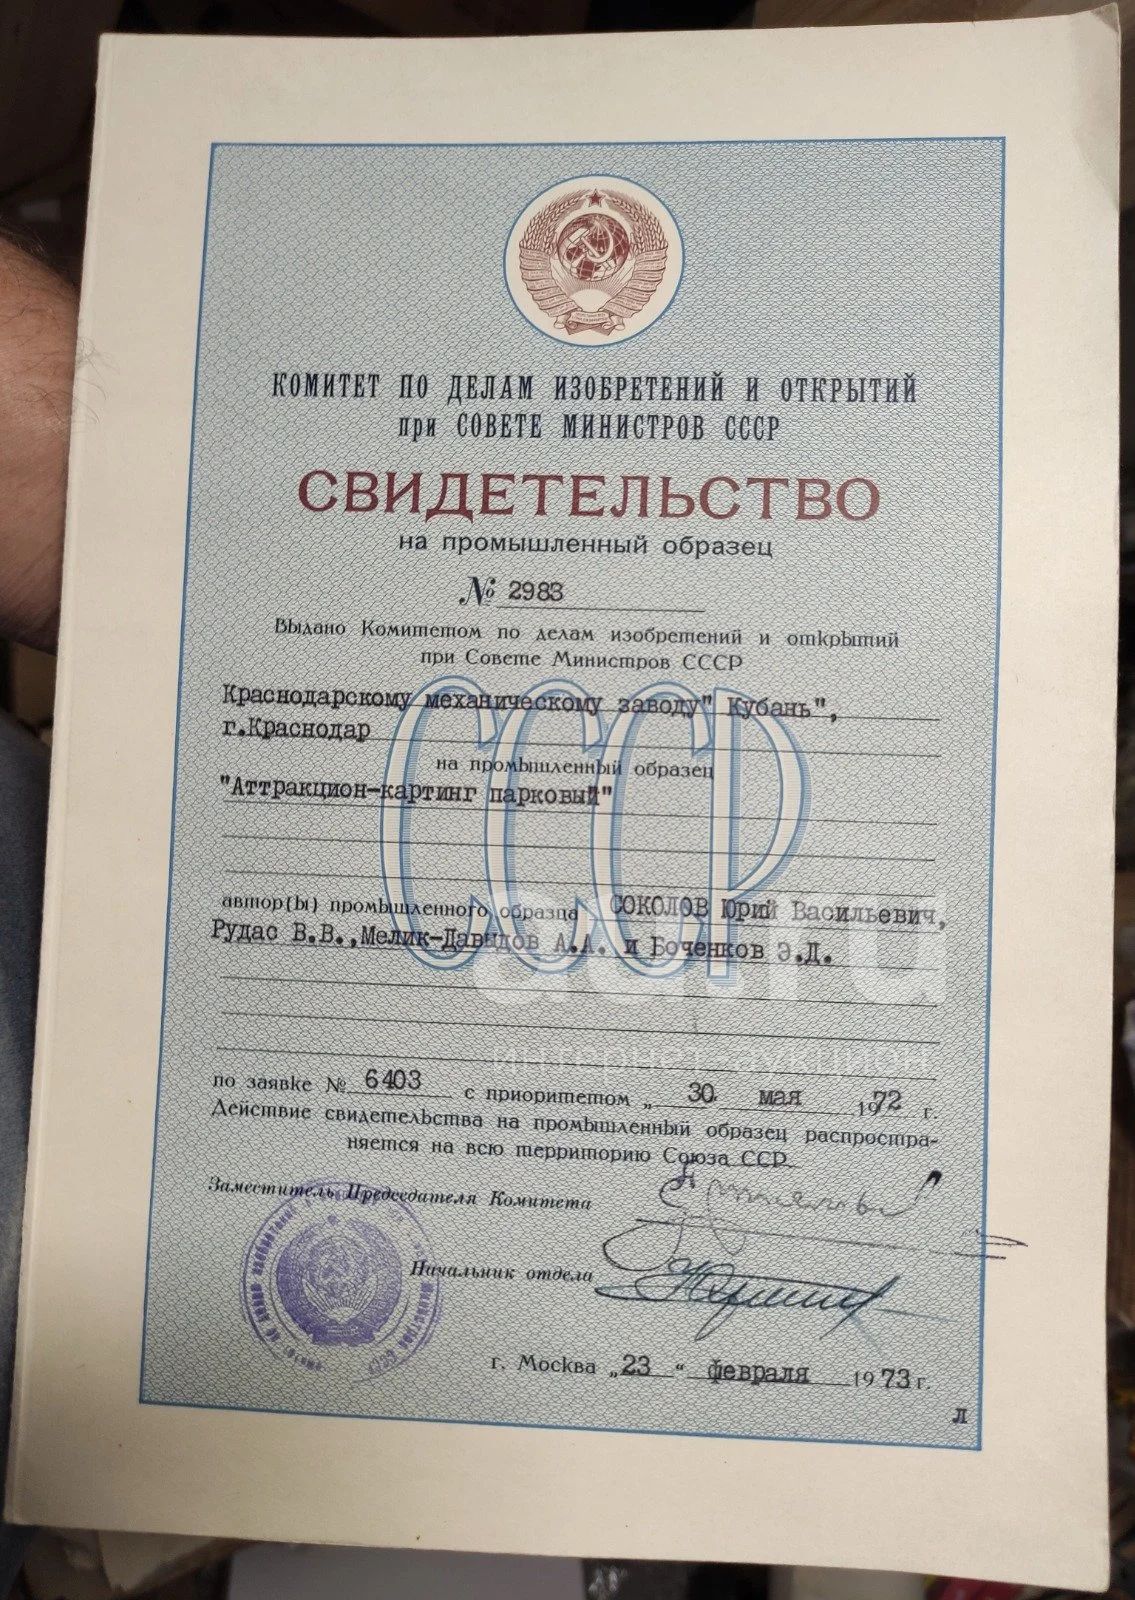 КОМИТЕТ ПО ДЕЛАМ ИЗОБРЕТЕНИЙ И ОТКРЫТИЙ
при СОВЕТЕ МИНИСТРОВ СССР
СВИДЕТЕЛЬСТВО
на промышленный образец
№ 2983
Выдано Комитетом по делам изобретений и открытий
при Совете Министров СССР
Краснодарскому механическому заводу" Кубань",
г.Краснодар
на промышленный образец
"Аттракцион-картинг парковый"
СССР
автор(ы) промышленного образца СОКОЛОВ Юрий Васильевич,
Рудас В.В.,Мелик-Давыдов А.А. и Боченков Э.Д.
au.ru
интернет аукцион
по заявке № 6403 с приоритетом „ 30 мая 1972 г.
Действие свидетельства на промышленный образец распростра-
няется на всю территорию Союза ССР
Заместитель Председателя Комитета
Начальник отдела
г. Москва „23 “ февраля 1973 г.
Л